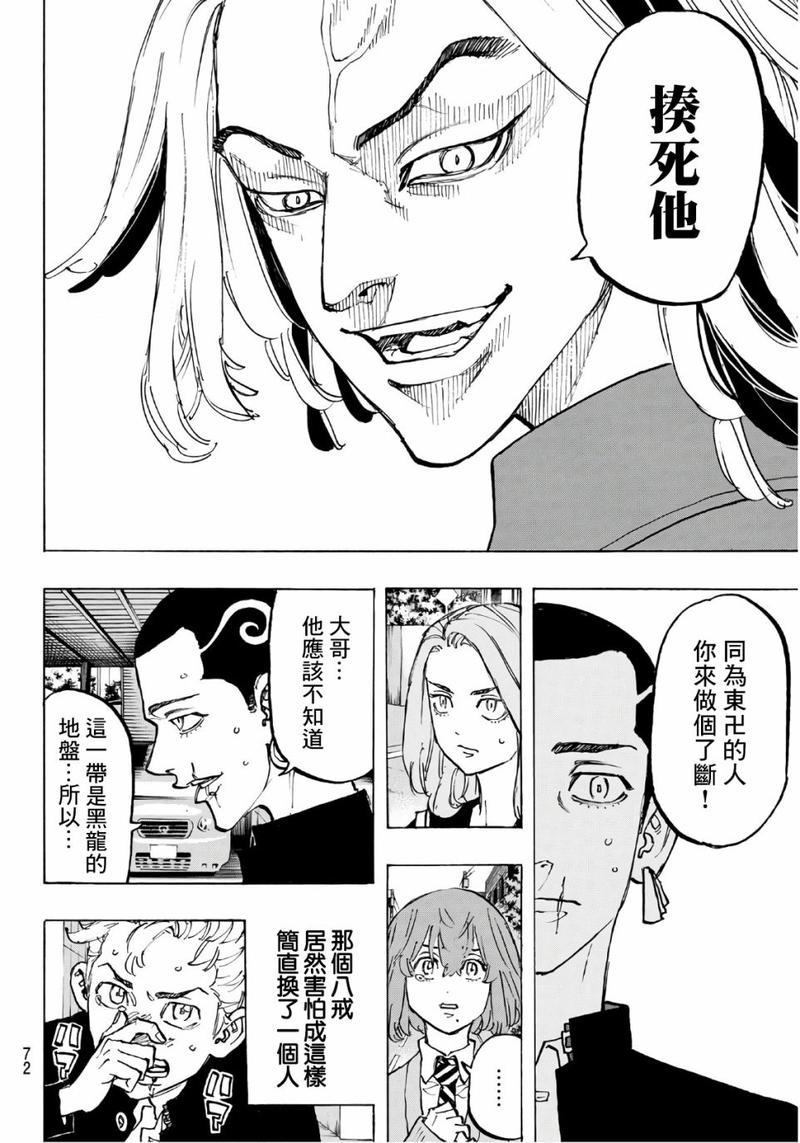 揍死他
同為東卍的人
你來做個了斷！
大哥…
他應該不知道
這一帶是黑龍的
地盤…所以…
……
那個八戒
居然害怕成這樣
簡直換了一個人
ハァ
ハァ
72